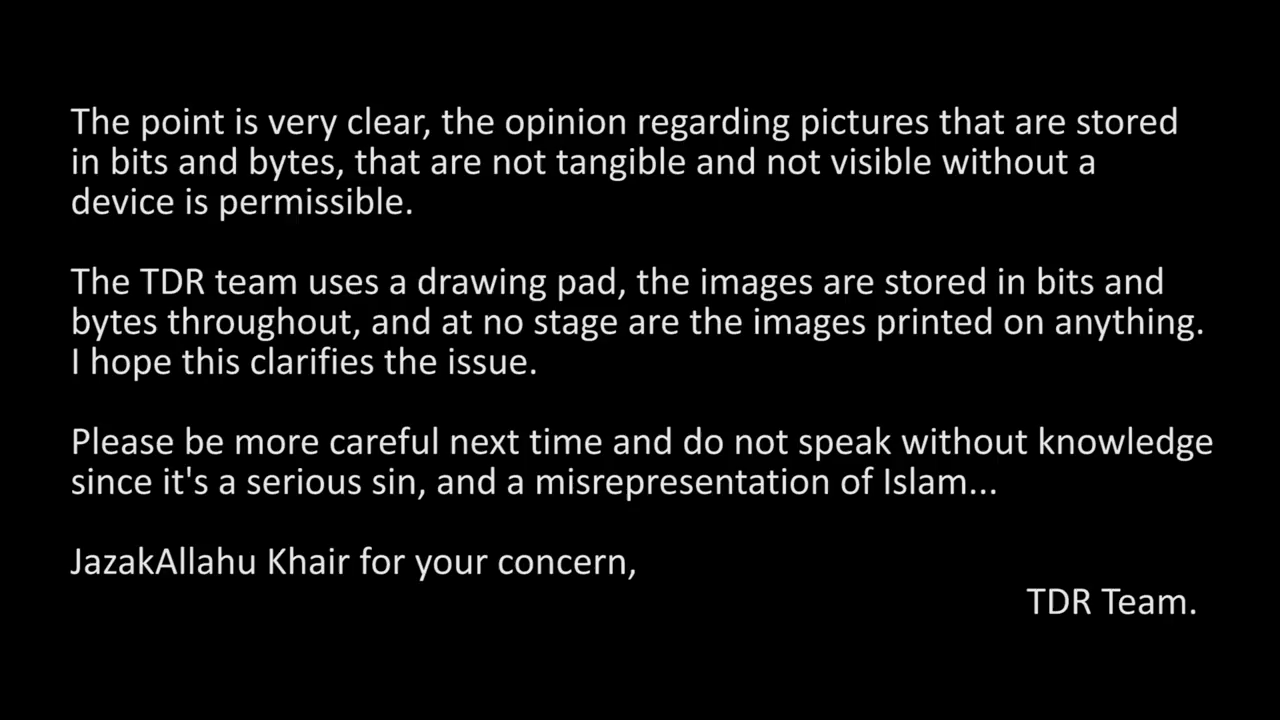 The point is very clear, the opinion regarding pictures that are stored
in bits and bytes, that are not tangible and not visible without a
device is permissible.
The TDR team uses a drawing pad, the images are stored in bits and
bytes throughout, and at no stage are the images printed on anything.
I hope this clarifies the issue.
Please be more careful next time and do not speak without knowledge
since it's a serious sin, and a misrepresentation of Islam...
JazakAllahu Khair for your concern,
TDR Team.